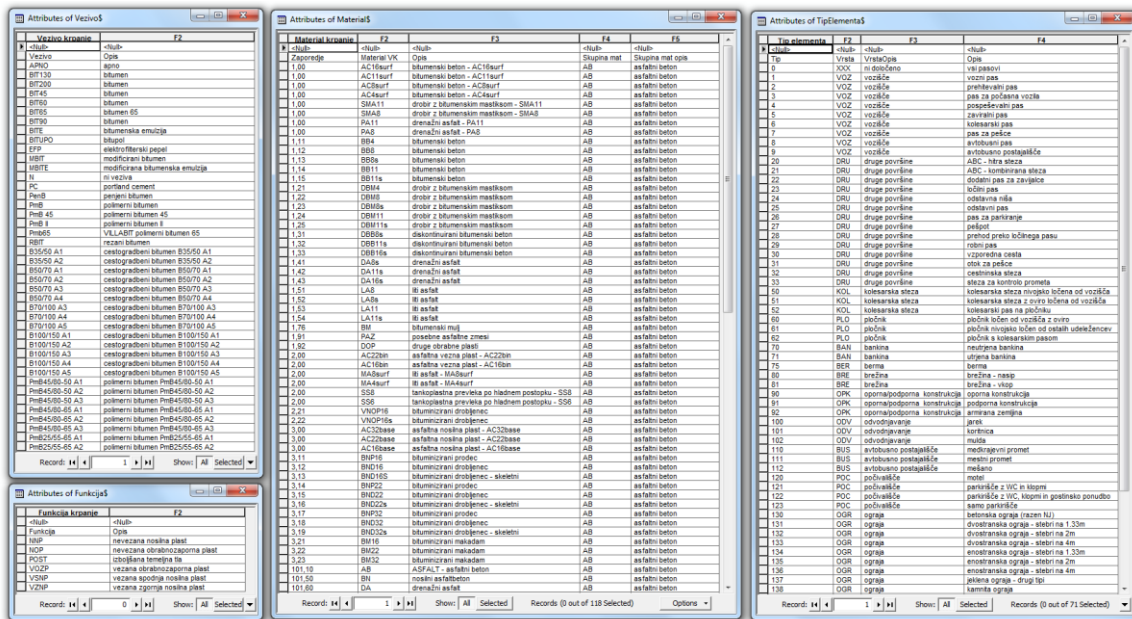 Attributes of Vezivo$
Vezivo krpanje F2
<Null> <Null>
Vezivo Opis
APNO apno
BIT130 bitumen
BIT200 bitumen
BIT45 bitumen
BIT60 bitumen
BIT65 bitumen 65
BIT90 bitumen
BITE bitumenska emulzija
BITUPO bitupol
EFP elektrofilterski pepel
MBIT modificirani bitumen
MBITE modificirana bitumenska emulzija
N ni veziva
PC portland cement
PenB penjeni bitumen
PmB polimerni bitumen
PmB 45 polimerni bitumen 45
PmB II polimerni bitumen II
Pmb65 VILLABIT polimerni bitumen 65
RBIT rezani bitumen
B35/50 A1 cestogradbeni bitumen B35/50 A1
B35/50 A2 cestogradbeni bitumen B35/50 A2
B50/70 A1 cestogradbeni bitumen B50/70 A1
B50/70 A2 cestogradbeni bitumen B50/70 A2
B50/70 A3 cestogradbeni bitumen B50/70 A3
B50/70 A4 cestogradbeni bitumen B50/70 A4
B70/100 A3 cestogradbeni bitumen B70/100 A3
B70/100 A4 cestogradbeni bitumen B70/100 A4
B70/100 A5 cestogradbeni bitumen B70/100 A5
B100/150 A1 cestogradbeni bitumen B100/150 A1
B100/150 A2 cestogradbeni bitumen B100/150 A2
B100/150 A3 cestogradbeni bitumen B100/150 A3
B100/150 A4 cestogradbeni bitumen B100/150 A4
B100/150 A5 cestogradbeni bitumen B100/150 A5
PmB45/80-50 A1 polimerni bitumen PmB45/80-50 A1
PmB45/80-50 A2 polimerni bitumen PmB45/80-50 A2
PmB45/80-50 A3 polimerni bitumen PmB45/80-50 A3
PmB45/80-65 A1 polimerni bitumen PmB45/80-65 A1
PmB45/80-65 A2 polimerni bitumen PmB45/80-65 A2
PmB45/80-65 A3 polimerni bitumen PmB45/80-65 A3
PmB25/55-65 A1 polimerni bitumen PmB25/55-65 A1
PmB25/55-65 A2 polimerni bitumen PmB25/55-65 A2
Record: 1 Show: All Selected
Attributes of Funkcija$
Funkcija krpanje F2
<Null> <Null>
Funkcija Opis
NNP nevezana nosilna plast
NOP nevezana obrabnozaporna plast
POST izboljšana temeljna tla
VOZP vezana obrabnozaporna plast
VSNP vezana spodnja nosilna plast
VZNP vezana zgornja nosilna plast
Record: 0 Show: All Selected
Attributes of Material$
Material krpanje F2 F3 F4 F5
<Null> <Null> <Null> <Null> <Null>
Zaporedje Material VK Opis Skupina mat Skupina mat opis
1,00 AC16surf bitumenski beton - AC16surf AB asfaltni beton
1,00 AC11surf bitumenski beton - AC11surf AB asfaltni beton
1,00 AC8surf bitumenski beton - AC8surf AB asfaltni beton
1,00 AC4surf bitumenski beton - AC4surf AB asfaltni beton
1,00 SMA11 drobir z bitumenskim mastiksom - SMA11 AB asfaltni beton
1,00 SMA8 drobir z bitumenskim mastiksom - SMA8 AB asfaltni beton
1,00 PA11 drenažni asfalt - PA11 AB asfaltni beton
1,00 PA8 drenažni asfalt - PA8 AB asfaltni beton
1,11 BB4 bitumenski beton AB asfaltni beton
1,12 BB8 bitumenski beton AB asfaltni beton
1,13 BB8s bitumenski beton AB asfaltni beton
1,14 BB11 bitumenski beton AB asfaltni beton
1,15 BB11s bitumenski beton AB asfaltni beton
1,21 DBM4 drobir z bitumenskim mastiksom AB asfaltni beton
1,22 DBM8 drobir z bitumenskim mastiksom AB asfaltni beton
1,23 DBM8s drobir z bitumenskim mastiksom AB asfaltni beton
1,24 DBM11 drobir z bitumenskim mastiksom AB asfaltni beton
1,25 DBM11s drobir z bitumenskim mastiksom AB asfaltni beton
1,31 DBB8s diskontinuirani bitumenski beton AB asfaltni beton
1,32 DBB11s diskontinuirani bitumenski beton AB asfaltni beton
1,33 DBB16s diskontinuirani bitumenski beton AB asfaltni beton
1,41 DA8s drenažni asfalt AB asfaltni beton
1,42 DA11s drenažni asfalt AB asfaltni beton
1,43 DA16s drenažni asfalt AB asfaltni beton
1,51 LA8 liti asfalt AB asfaltni beton
1,52 LA8s liti asfalt AB asfaltni beton
1,53 LA11 liti asfalt AB asfaltni beton
1,54 LA11s liti asfalt AB asfaltni beton
1,76 BM bitumenski mulj AB asfaltni beton
1,91 PAZ posebne asfaltne zmesi AB asfaltni beton
1,92 DOP druge obrabne plasti AB asfaltni beton
2,00 AC22bin asfaltna vezna plast - AC22bin AB asfaltni beton
2,00 AC16bin asfaltna vezna plast - AC16bin AB asfaltni beton
2,00 MA8surf liti asfalt - MA8surf AB asfaltni beton
2,00 MA4surf liti asfalt - MA4surf AB asfaltni beton
2,00 SS8 tankoplastna prevleka po hladnem postopku - SS8 AB asfaltni beton
2,00 SS6 tankoplastna prevleka po hladnem postopku - SS6 AB asfaltni beton
2,21 VNOP16 bituminizirani drobljenec AB asfaltni beton
2,22 VNOP16s bituminizirani drobljenec AB asfaltni beton
3,00 AC32base asfaltna nosilna plast - AC32base AB asfaltni beton
3,00 AC22base asfaltna nosilna plast - AC22base AB asfaltni beton
3,00 AC16base asfaltna nosilna plast - AC16base AB asfaltni beton
3,11 BNP16 bituminizirani prodec AB asfaltni beton
3,12 BND16 bituminizirani drobljenec AB asfaltni beton
3,13 BND16S bituminizirani drobljenec - skeletni AB asfaltni beton
3,14 BNP22 bituminizirani prodec AB asfaltni beton
3,15 BND22 bituminizirani drobljenec AB asfaltni beton
3,16 BND22s bituminizirani drobljenec - skeletni AB asfaltni beton
3,17 BNP32 bituminizirani prodec AB asfaltni beton
3,18 BND32 bituminizirani drobljenec AB asfaltni beton
3,19 BND32s bituminizirani drobljenec - skeletni AB asfaltni beton
3,21 BM16 bituminizirani makadam AB asfaltni beton
3,22 BM22 bituminizirani makadam AB asfaltni beton
3,23 BM32 bituminizirani makadam AB asfaltni beton
101,10 AB ASFALT - asfaltni beton AB asfaltni beton
101,50 BN nosilni asfaltbeton AB asfaltni beton
101,60 DA drenažni asfalt AB asfaltni beton
Record: 1 Show: All Selected Records (0 out of 118 Selected) Options
Attributes of TipElementa$
Tip elementa F2 F3 F4
<Null> <Null> <Null> <Null>
Tip Vrsta VrstaOpis Opis
0 XXX ni določeno vsi pasovi
1 VOZ vozišče vozni pas
2 VOZ vozišče prehitevalni pas
3 VOZ vozišče pas za počasna vozila
4 VOZ vozišče pospeševalni pas
5 VOZ vozišče zaviralni pas
6 VOZ vozišče kolesarski pas
7 VOZ vozišče pas za pešce
8 VOZ vozišče avtobusni pas
9 VOZ vozišče avtobusno postajališče
20 DRU druge površine ABC - hitra steza
21 DRU druge površine ABC - kombinirana steza
22 DRU druge površine dodatni pas za zavijalce
23 DRU druge površine ločilni pas
24 DRU druge površine odstavna niša
25 DRU druge površine odstavni pas
26 DRU druge površine pas za parkiranje
27 DRU druge površine pešpot
28 DRU druge površine prehod preko ločilnega pasu
29 DRU druge površine robni pas
30 DRU druge površine vzporedna cesta
31 DRU druge površine otok za pešce
32 DRU druge površine cestninska steza
33 DRU druge površine steza za kontrolo prometa
50 KOL kolesarska steza kolesarska steza nivojsko ločena od vozišča
51 KOL kolesarska steza kolesarska steza z oviro ločena od vozišča
52 KOL kolesarska steza kolesarski pas na pločniku
60 PLO pločnik pločnik ločen od vozišča z oviro
61 PLO pločnik pločnik nivojsko ločen od ostalih udeležencev
62 PLO pločnik pločnik s kolesarskim pasom
70 BAN bankina neutrjena bankina
71 BAN bankina utrjena bankina
75 BER berma berma
80 BRE brežina brežina - nasip
81 BRE brežina brežina - vkop
90 OPK oporna/podporna konstrukcija oporna konstrukcija
91 OPK oporna/podporna konstrukcija podporna konstrukcija
92 OPK oporna/podporna konstrukcija armirana zemljina
100 ODV odvodnjavanje jarek
101 ODV odvodnjavanje koritnica
102 ODV odvodnjavanje mulda
110 BUS avtobusno postajališče medkrajevni promet
111 BUS avtobusno postajališče mestni promet
112 BUS avtobusno postajališče mešano
120 POC počivališče motel
121 POC počivališče parkirišče z WC in klopmi
122 POC počivališče parkirišče z WC, klopmi in gostinsko ponudbo
123 POC počivališče samo parkirišče
130 OGR ograja betonska ograja (razen NJ)
131 OGR ograja dvostranska ograja - stebri na 1.33m
132 OGR ograja dvostranska ograja - stebri na 2m
133 OGR ograja dvostranska ograja - stebri na 4m
134 OGR ograja enostranska ograja - stebri na 1.33m
135 OGR ograja enostranska ograja - stebri na 2m
136 OGR ograja enostranska ograja - stebri na 4m
137 OGR ograja jeklena ograja - drugi tipi
138 OGR ograja kamnita ograja
Record: 1 Show: All Selected Records (0 out of 71 Selected)